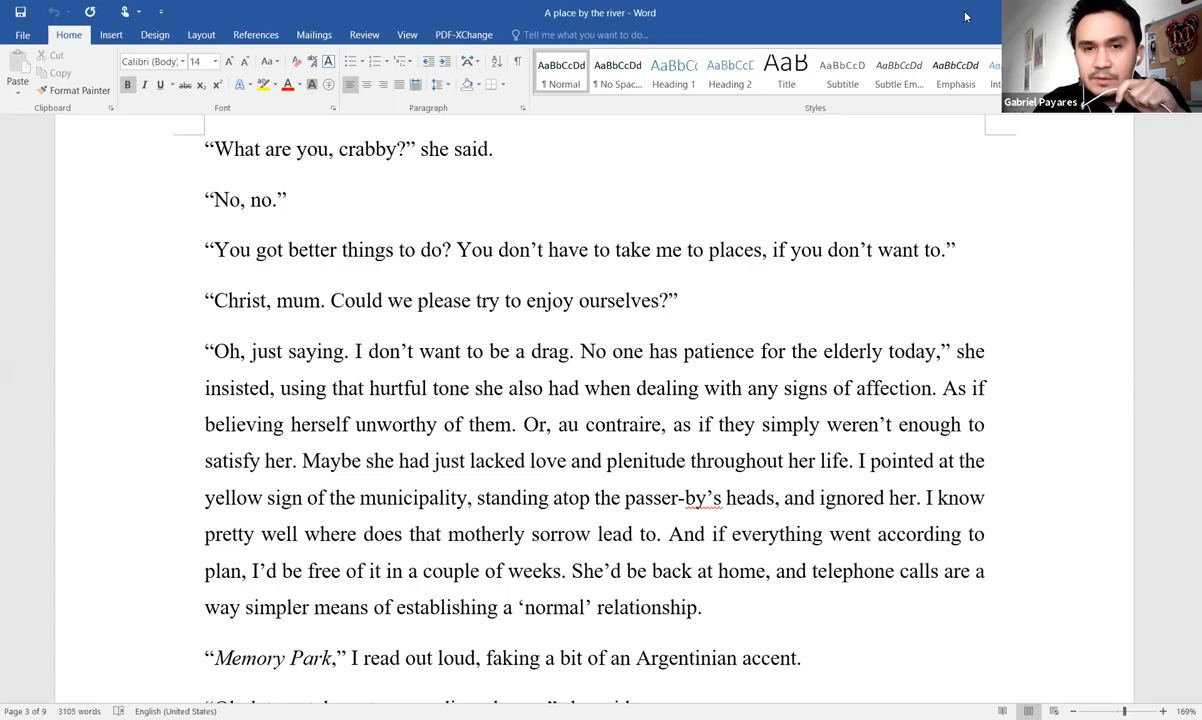 A place by the river - Word
File Home Insert Design Layout References Mailings Review View PDF-XChange Tell me what you want to do...
Paste
Cut
Copy
Format Painter
Clipboard
Calibri (Body) 14
Font
Paragraph
AaBbCcDd AaBbCcDd AaBbCc AaBbCcD AaB AaBbCcD AaBbCcDd AaBbCcDd
¶ Normal ¶ No Spac... Heading 1 Heading 2 Title Subtitle Subtle Em... Emphasis
Styles
Gabriel Payares
“What are you, crabby?” she said.
“No, no.”
“You got better things to do? You don’t have to take me to places, if you don’t want to.”
“Christ, mum. Could we please try to enjoy ourselves?”
“Oh, just saying. I don’t want to be a drag. No one has patience for the elderly today,” she
insisted, using that hurtful tone she also had when dealing with any signs of affection. As if
believing herself unworthy of them. Or, au contraire, as if they simply weren’t enough to
satisfy her. Maybe she had just lacked love and plenitude throughout her life. I pointed at the
yellow sign of the municipality, standing atop the passer-by’s heads, and ignored her. I know
pretty well where does that motherly sorrow lead to. And if everything went according to
plan, I’d be free of it in a couple of weeks. She’d be back at home, and telephone calls are a
way simpler means of establishing a ‘normal’ relationship.
“Memory Park,” I read out loud, faking a bit of an Argentinian accent.
Page 3 of 9 3105 words English (United States) 169%